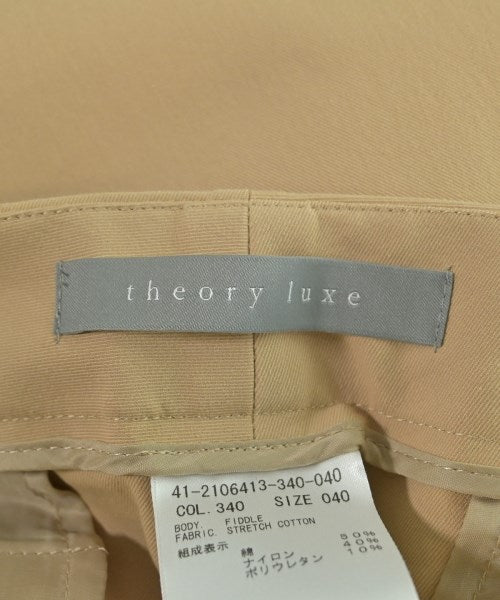 theory luxe
41-2106413-340-040
COL. 340 SIZE 040
BODY. FIDDLE
FABRIC. STRETCH COTTON
組成表示 綿 50%
ナイロン 40%
ポリウレタン 10%